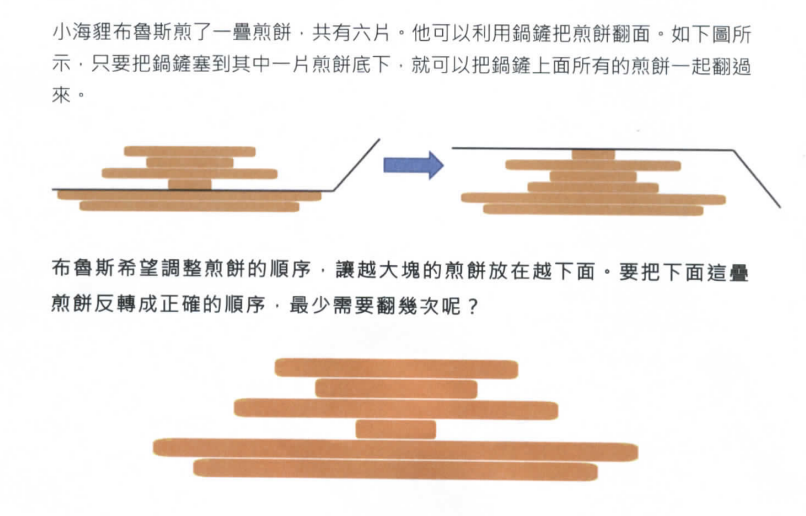 小海狸布魯斯煎了一疊煎餅，共有六片。他可以利用鍋鏟把煎餅翻面。如下圖所
示，只要把鍋鏟塞到其中一片煎餅底下，就可以把鍋鏟上面所有的煎餅一起翻過
來。
布魯斯希望調整煎餅的順序，讓越大塊的煎餅放在越下面。要把下面這疊
煎餅反轉成正確的順序，最少需要翻幾次呢？